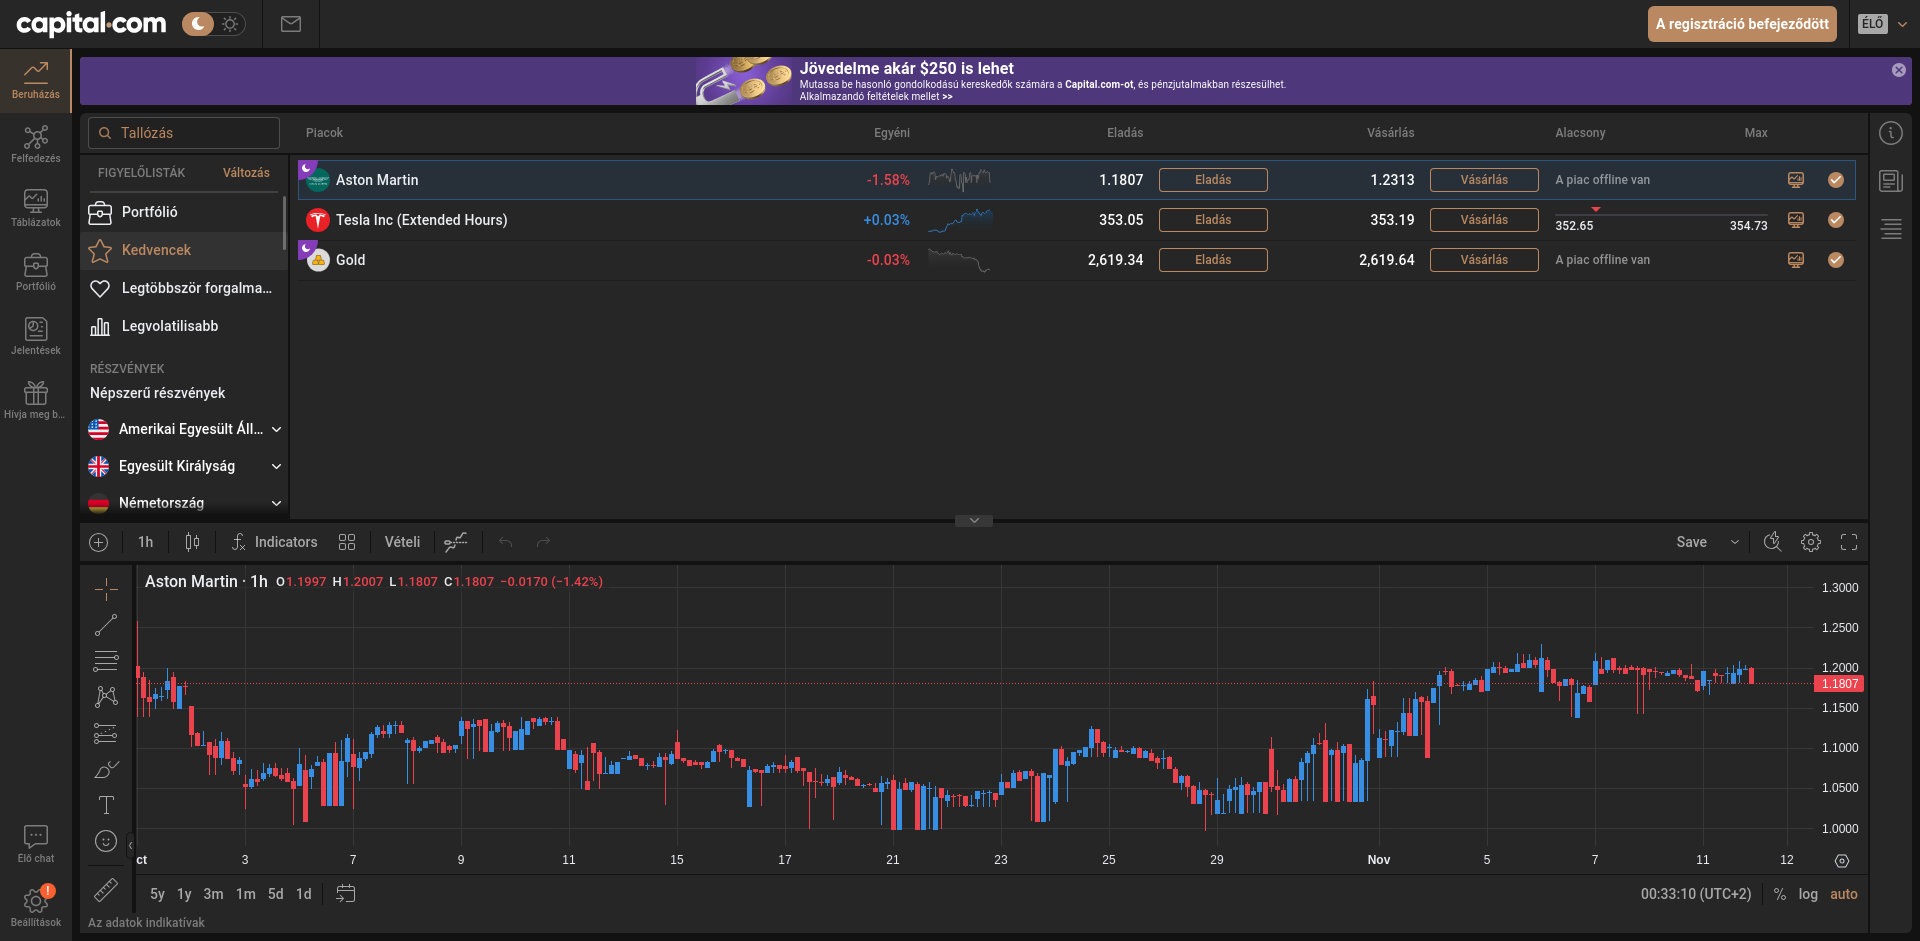 capital.com
A regisztráció befejeződött
ÉLŐ
Jövedelme akár $250 is lehet
Mutassa be hasonló gondolkodású kereskedők számára a Capital.com-ot, és pénzjutalmakban részesülhet.
Alkalmazandó feltételek mellet >>
Beruházás
Felfedezés
Táblázatok
Portfólió
Jelentések
Hívja meg b...
Élő chat
!
Beállítások
Tallózás
Piacok Egyéni Eladás Vásárlás Alacsony Max
FIGYELŐLISTÁK Változás
Portfólió
Kedvencek
Legtöbbször forgalma...
Legvolatilisabb
RÉSZVÉNYEK
Népszerű részvények
Amerikai Egyesült Áll...
Egyesült Királyság
Németország
Aston Martin -1.58% 1.1807 Eladás 1.2313 Vásárlás A piac offline van
Tesla Inc (Extended Hours) +0.03% 353.05 Eladás 353.19 Vásárlás 352.65 354.73
Gold -0.03% 2,619.34 Eladás 2,619.64 Vásárlás A piac offline van
1h Indicators Vételi Save
Aston Martin · 1h O1.1997 H1.2007 L1.1807 C1.1807 −0.0170 (−1.42%)
1.3000
1.2500
1.2000
1.1807
1.1500
1.1000
1.0500
1.0000
ct 3 7 9 11 15 17 21 23 25 29 Nov 5 7 11 12
5y 1y 3m 1m 5d 1d 00:33:10 (UTC+2) % log auto
Az adatok indikatívak